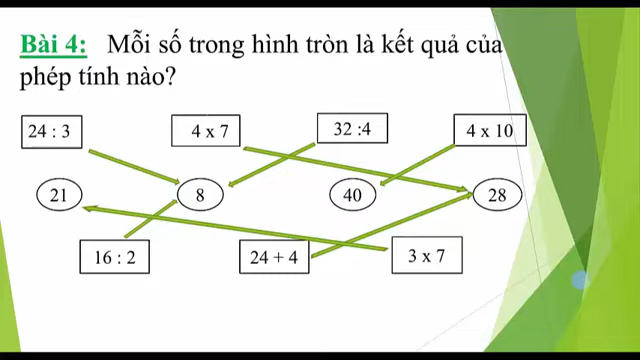 Bài 4: Mỗi số trong hình tròn là kết quả của
phép tính nào?
24 : 3 4 x 7 32 :4 4 x 10
21 8 40 28
16 : 2 24 + 4 3 x 7